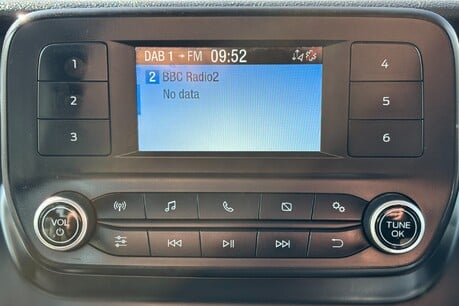 DAB 1 → FM 09:52
2 BBC Radio2
No data
1
2
3
4
5
6
VOL
TUNE
OK